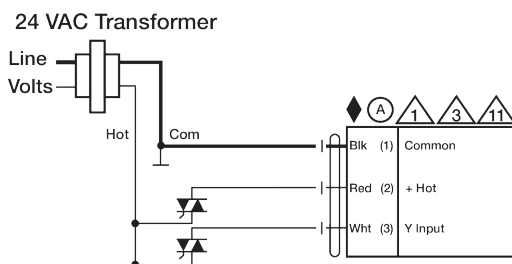 24 VAC Transformer
Line
Volts
Hot
Com
A
1
3
11
Blk (1) Common
Red (2) + Hot
Wht (3) Y Input